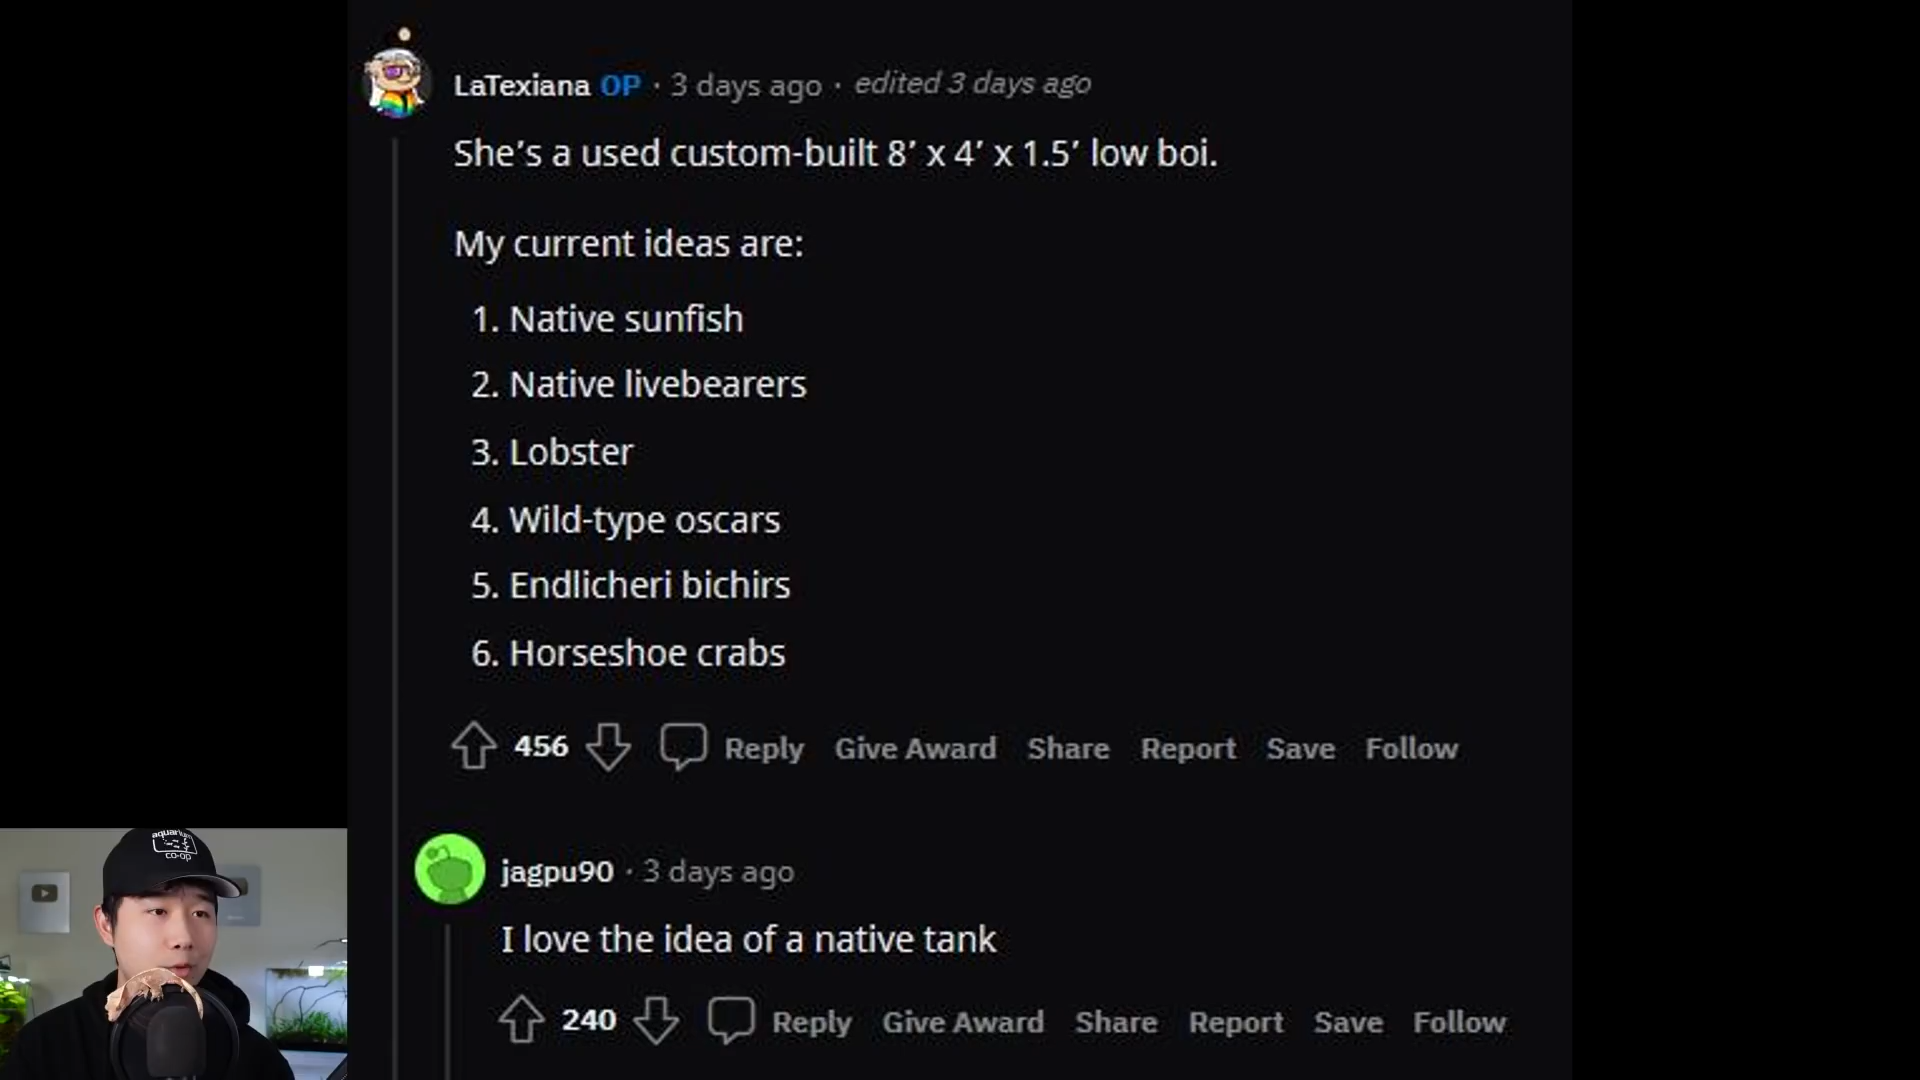 LaTexiana OP · 3 days ago · edited 3 days ago
She’s a used custom-built 8’ x 4’ x 1.5’ low boi.
My current ideas are:
1. Native sunfish
2. Native livebearers
3. Lobster
4. Wild-type oscars
5. Endlicheri bichirs
6. Horseshoe crabs
456 Reply Give Award Share Report Save Follow
jagpu90 · 3 days ago
I love the idea of a native tank
240 Reply Give Award Share Report Save Follow
aquarium
co-op